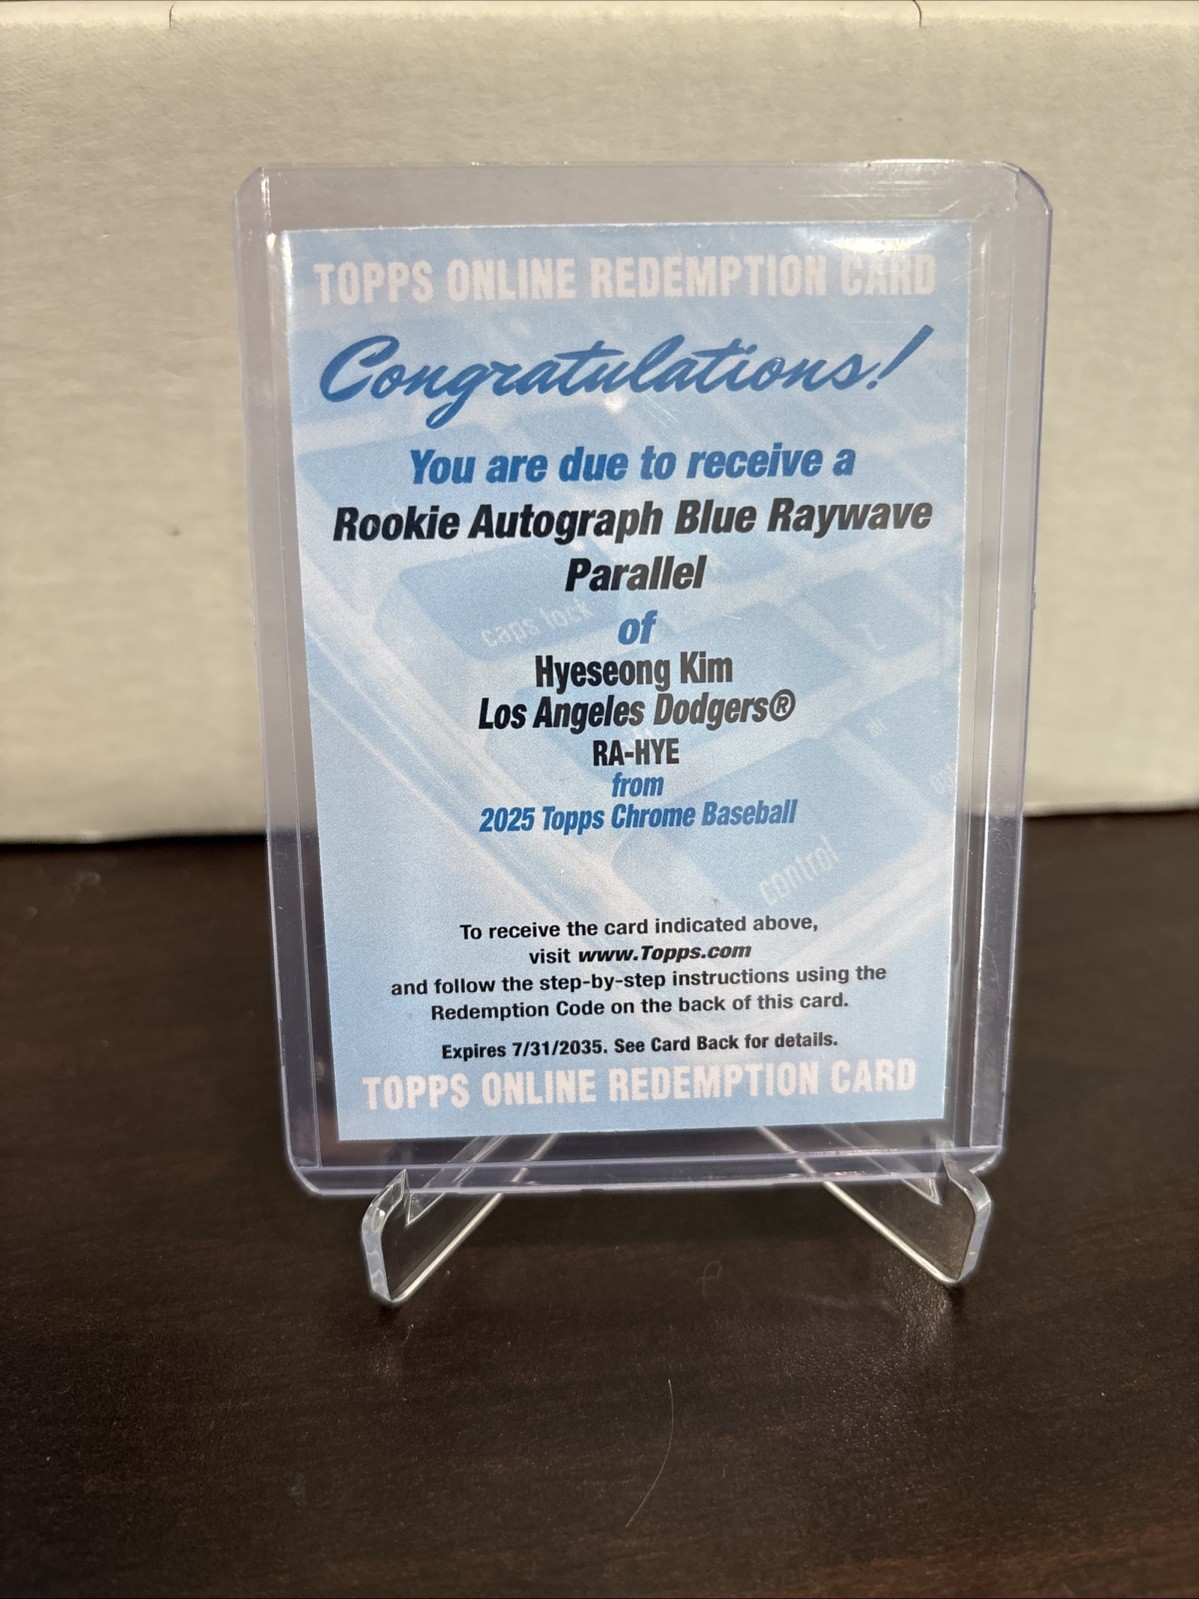 TOPPS ONLINE REDEMPTION CARD
Congratulations!
You are due to receive a
Rookie Autograph Blue Raywave
Parallel
of
Hyeseong Kim
Los Angeles Dodgers®
RA-HYE
from
2025 Topps Chrome Baseball
caps lock
control
To receive the card indicated above,
visit www.Topps.com
and follow the step-by-step instructions using the
Redemption Code on the back of this card.
Expires 7/31/2035. See Card Back for details.
TOPPS ONLINE REDEMPTION CARD